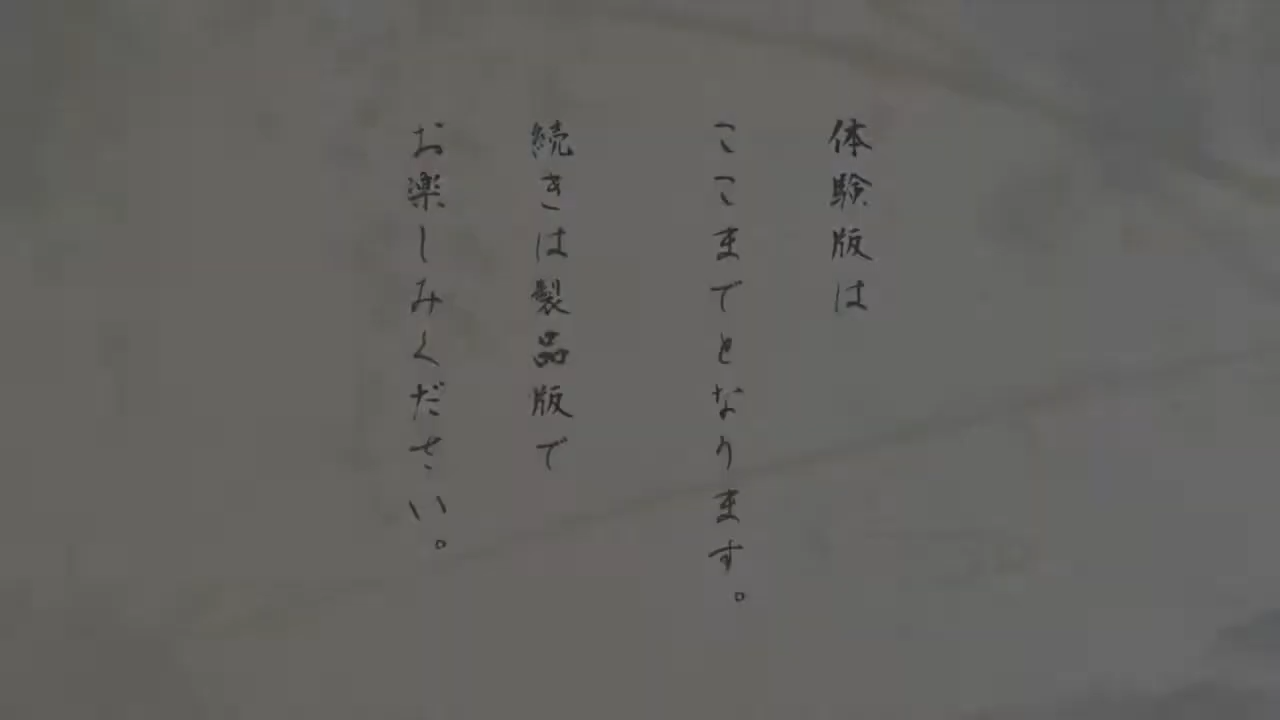 体験版は
ここまでとなります。
続きは製品版で
お楽しみください。